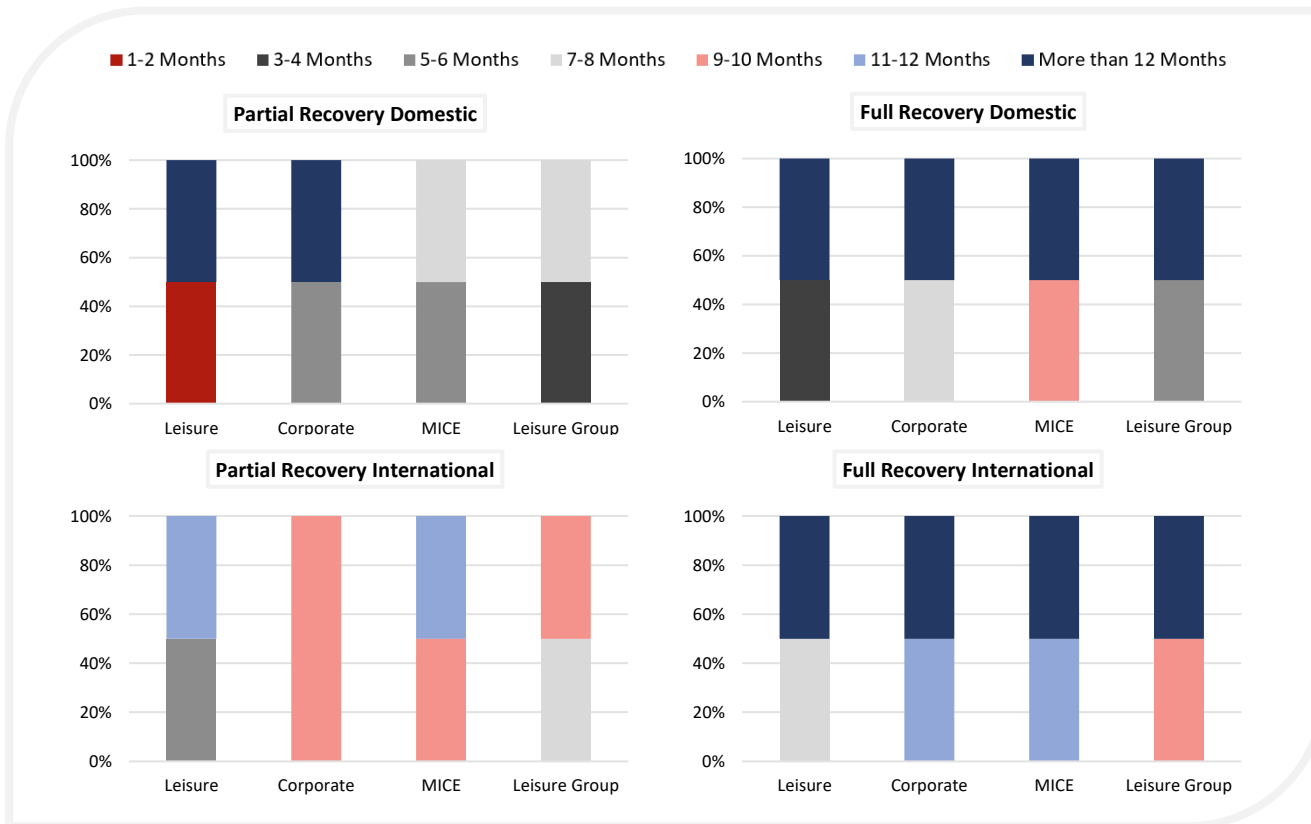 1-2 Months 3-4 Months 5-6 Months 7-8 Months 9-10 Months 11-12 Months More than 12 Months
Partial Recovery Domestic
100%
80%
60%
40%
20%
0%
Leisure Corporate MICE Leisure Group
Full Recovery Domestic
100%
80%
60%
40%
20%
0%
Leisure Corporate MICE Leisure Group
Partial Recovery International
100%
80%
60%
40%
20%
0%
Leisure Corporate MICE Leisure Group
Full Recovery International
100%
80%
60%
40%
20%
0%
Leisure Corporate MICE Leisure Group